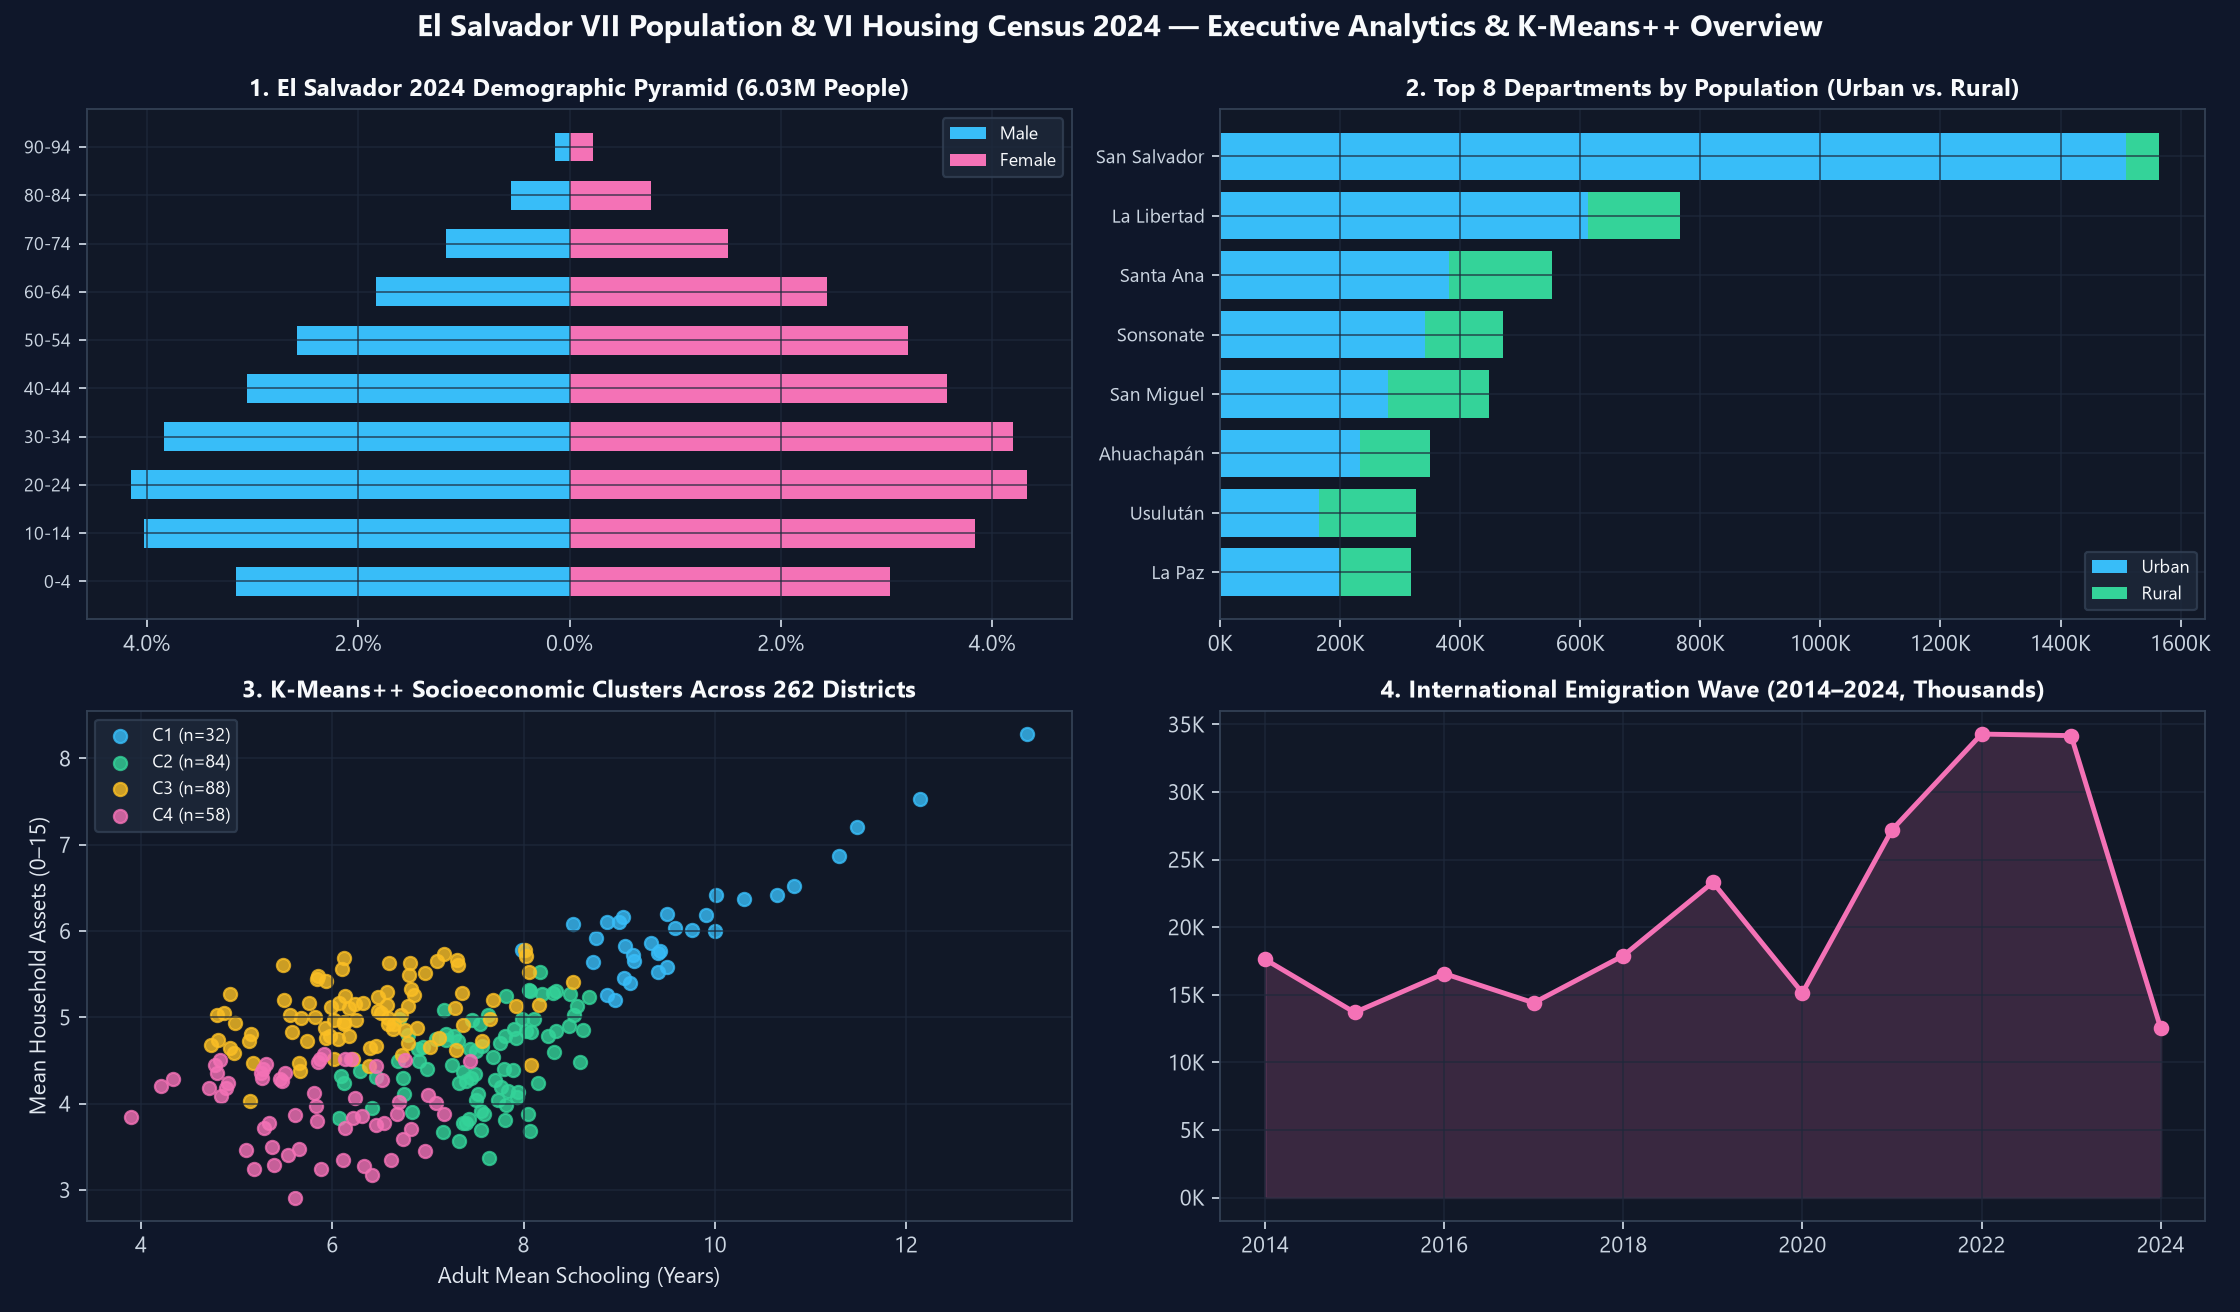 El Salvador VII Population & VI Housing Census 2024 — Executive Analytics & K-Means++ Overview
1. El Salvador 2024 Demographic Pyramid (6.03M People)
Male
Female
90-94
80-84
70-74
60-64
50-54
40-44
30-34
20-24
10-14
0-4
4.0% 2.0% 0.0% 2.0% 4.0%
2. Top 8 Departments by Population (Urban vs. Rural)
San Salvador
La Libertad
Santa Ana
Sonsonate
San Miguel
Ahuachapán
Usulután
La Paz
Urban
Rural
0K 200K 400K 600K 800K 1000K 1200K 1400K 1600K
3. K-Means++ Socioeconomic Clusters Across 262 Districts
C1 (n=32)
C2 (n=84)
C3 (n=88)
C4 (n=58)
Mean Household Assets (0–15)
8
7
6
5
4
3
4 6 8 10 12
Adult Mean Schooling (Years)
4. International Emigration Wave (2014–2024, Thousands)
35K
30K
25K
20K
15K
10K
5K
0K
2014 2016 2018 2020 2022 2024